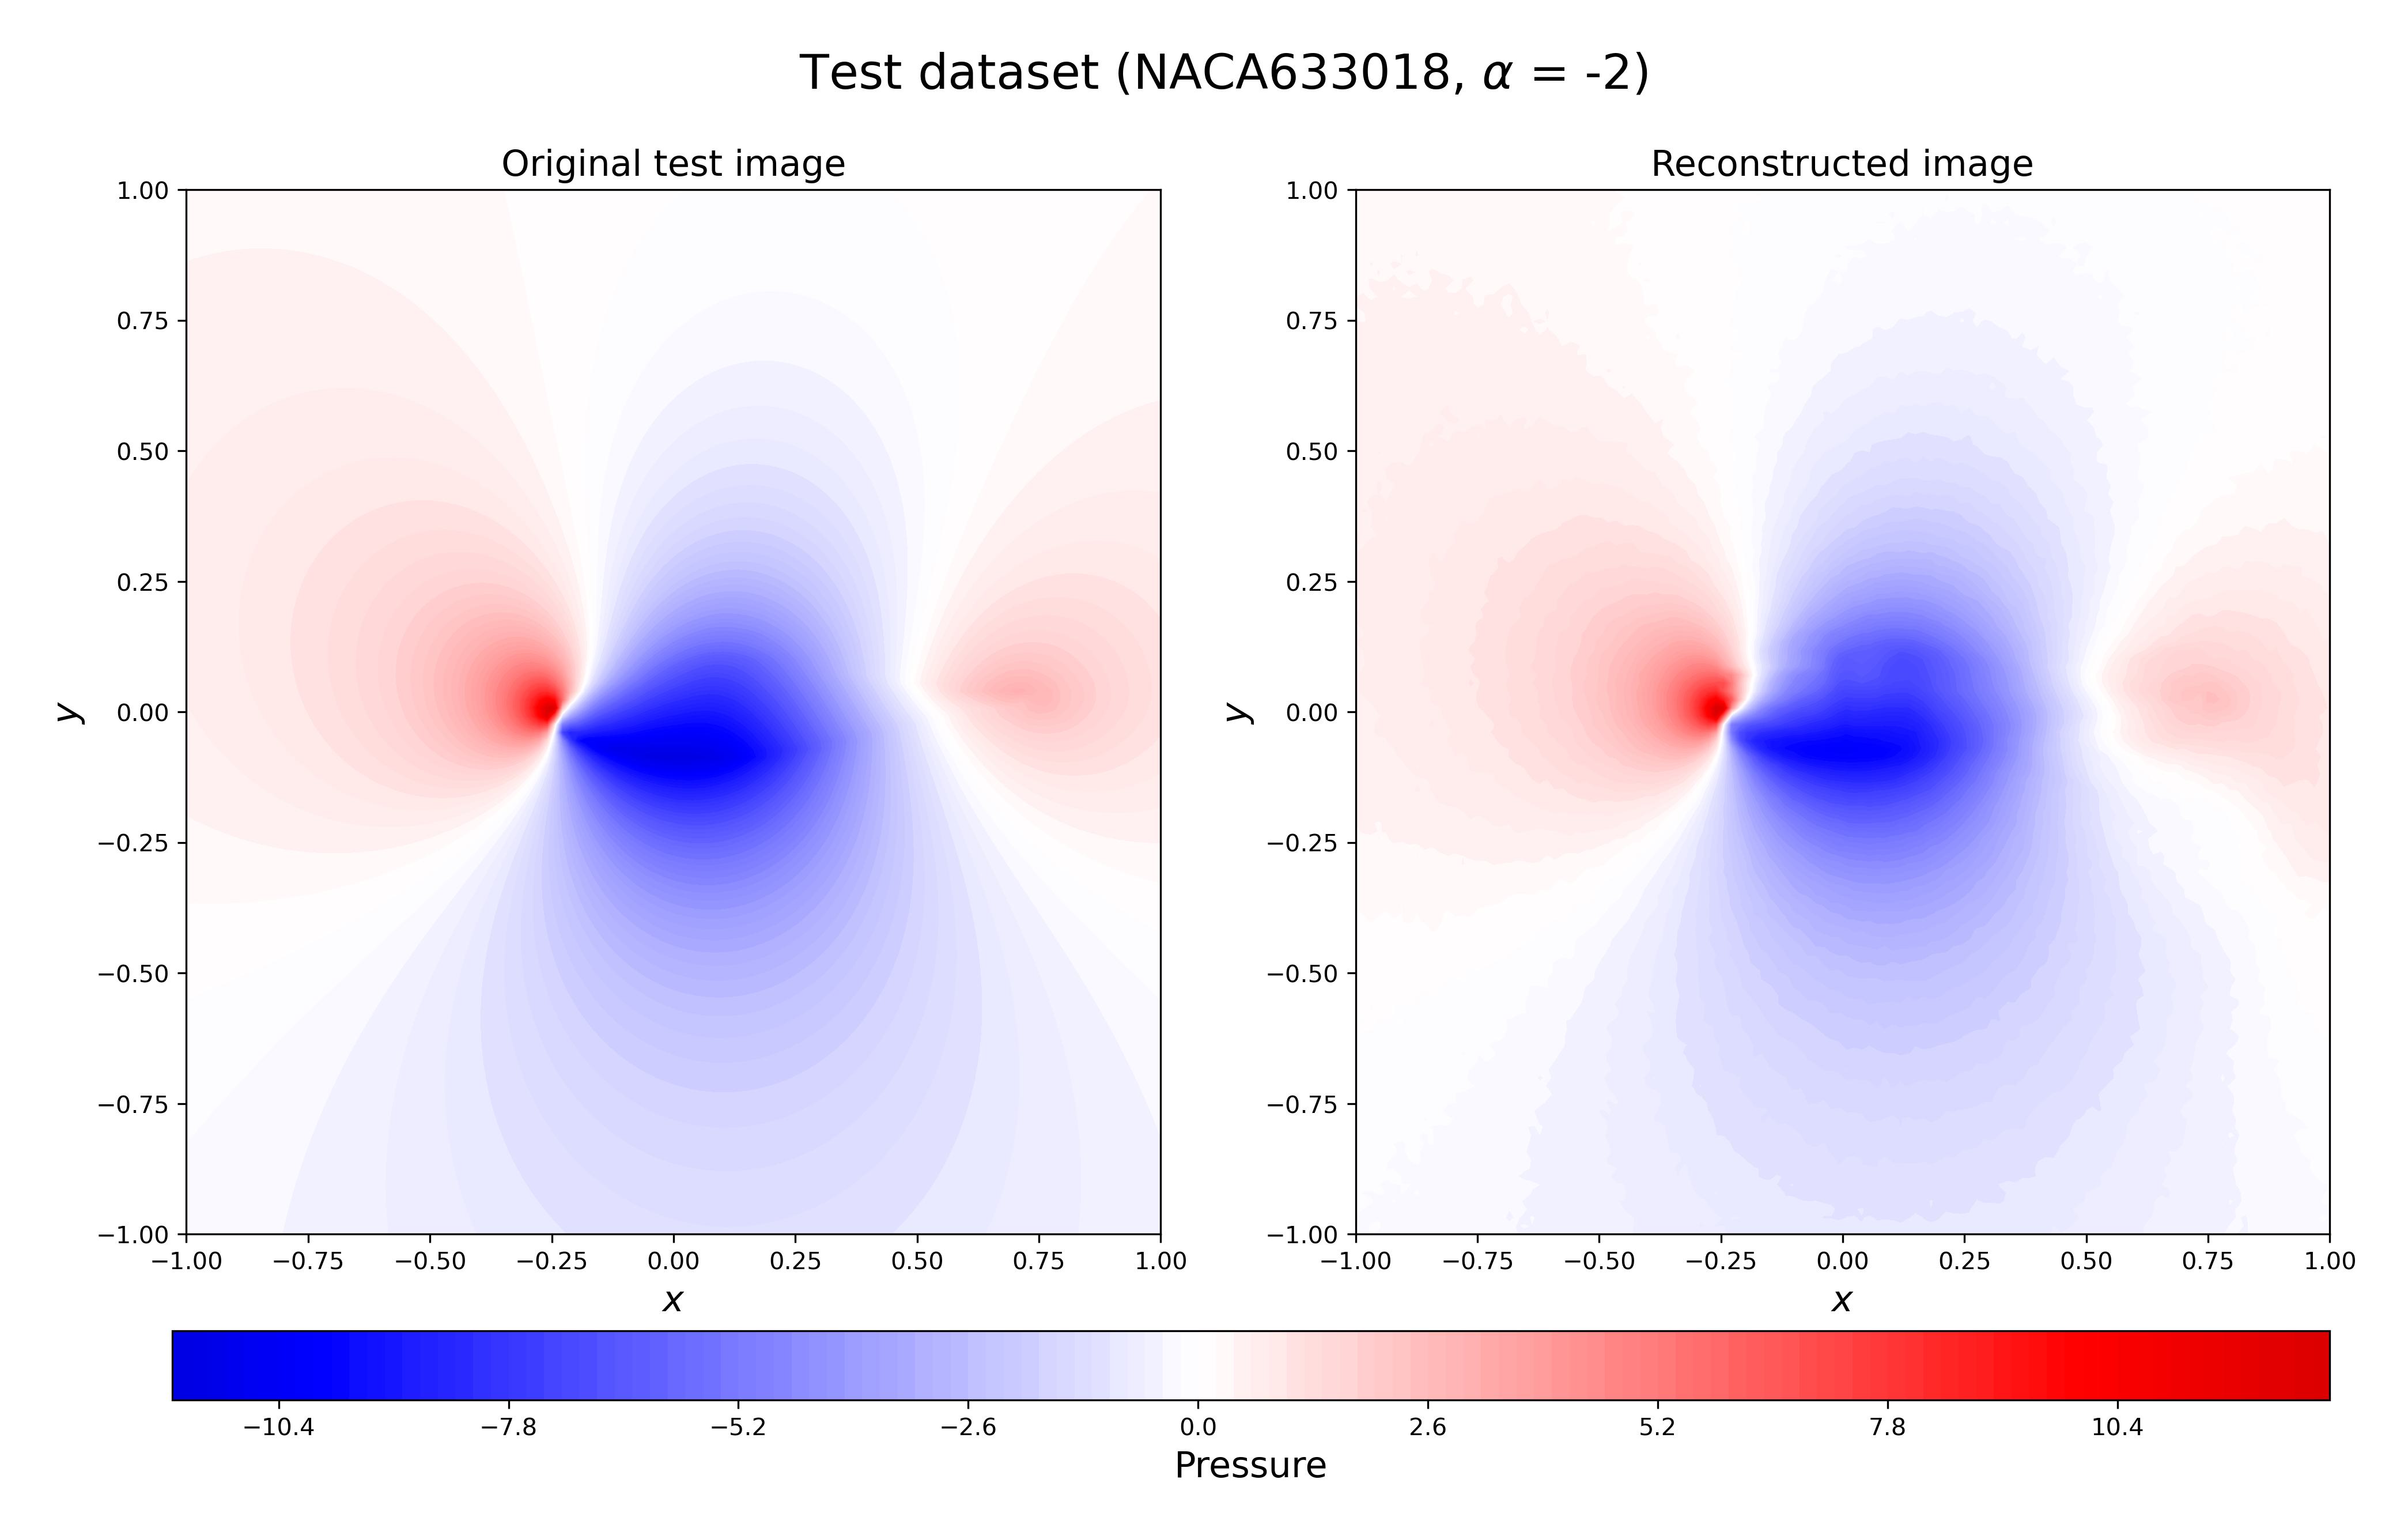 Test dataset (NACA633018, α = -2)
Original test image
Reconstructed image
1.00
0.75
0.50
0.25
0.00
−0.25
−0.50
−0.75
−1.00
y
−1.00 −0.75 −0.50 −0.25 0.00 0.25 0.50 0.75 1.00
x
1.00
0.75
0.50
0.25
0.00
−0.25
−0.50
−0.75
−1.00
y
−1.00 −0.75 −0.50 −0.25 0.00 0.25 0.50 0.75 1.00
x
−10.4 −7.8 −5.2 −2.6 0.0 2.6 5.2 7.8 10.4
Pressure